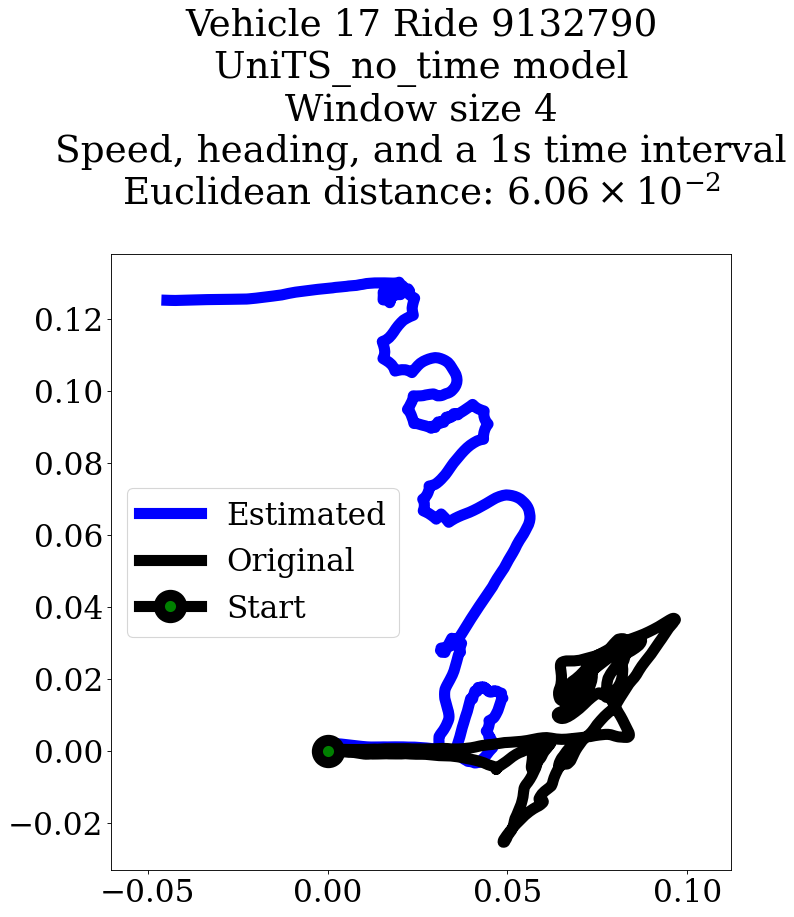 Vehicle 17 Ride 9132790
UniTS_no_time model
Window size 4
Speed, heading, and a 1s time interval
Euclidean distance: 6.06 × 10⁻²
0.12
0.10
0.08
0.06
0.04
0.02
0.00
−0.02
Estimated
Original
Start
−0.05 0.00 0.05 0.10